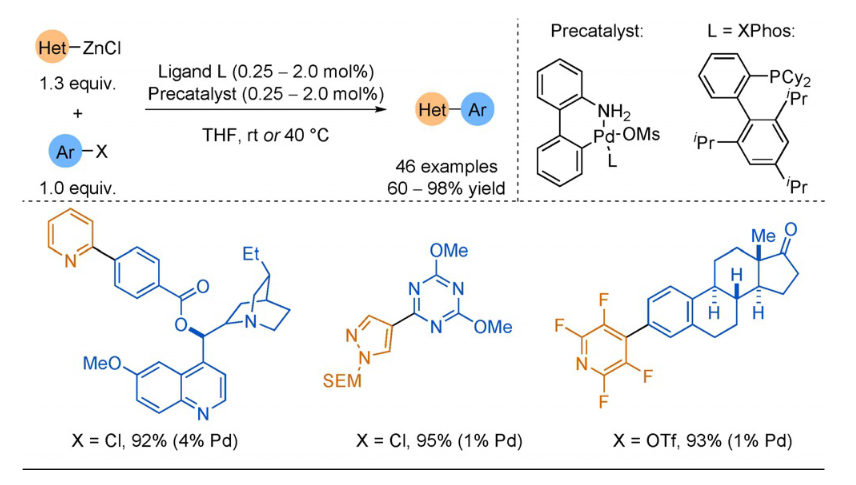 Het–ZnCl
1.3 equiv.
+
Ar–X
1.0 equiv.
Ligand L (0.25 – 2.0 mol%)
Precatalyst (0.25 – 2.0 mol%)
THF, rt or 40 °C
Het–Ar
46 examples
60 – 98% yield
Precatalyst:
NH2
Pd-OMs
L
L = XPhos:
PCy2
iPr
iPr
iPr
N
O
O
Et
N
MeO
N
X = Cl, 92% (4% Pd)
OMe
N
N
N
OMe
N
N
SEM
X = Cl, 95% (1% Pd)
Me
O
H
H
H
F
F
N
F
F
X = OTf, 93% (1% Pd)